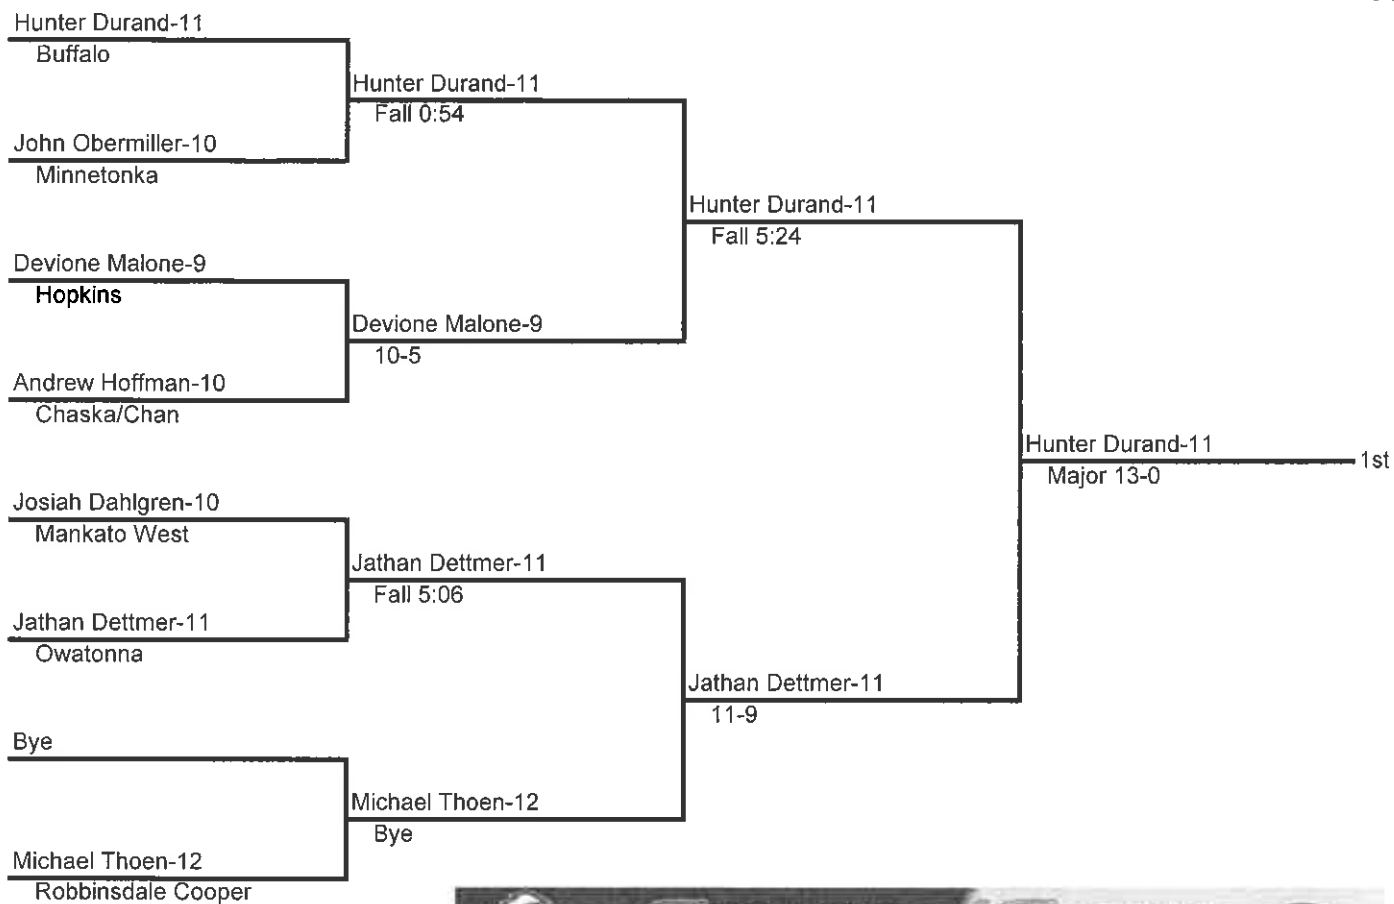 Hunter Durand-11
Buffalo
John Obermiller-10
Minnetonka
Devione Malone-9
Hopkins
Andrew Hoffman-10
Chaska/Chan
Josiah Dahlgren-10
Mankato West
Jathan Dettmer-11
Owatonna
Bye
Michael Thoen-12
Robbinsdale Cooper
Hunter Durand-11
Fall 0:54
Devione Malone-9
10-5
Jathan Dettmer-11
Fall 5:06
Michael Thoen-12
Bye
Hunter Durand-11
Fall 5:24
Jathan Dettmer-11
11-9
Hunter Durand-11
Major 13-0
1st